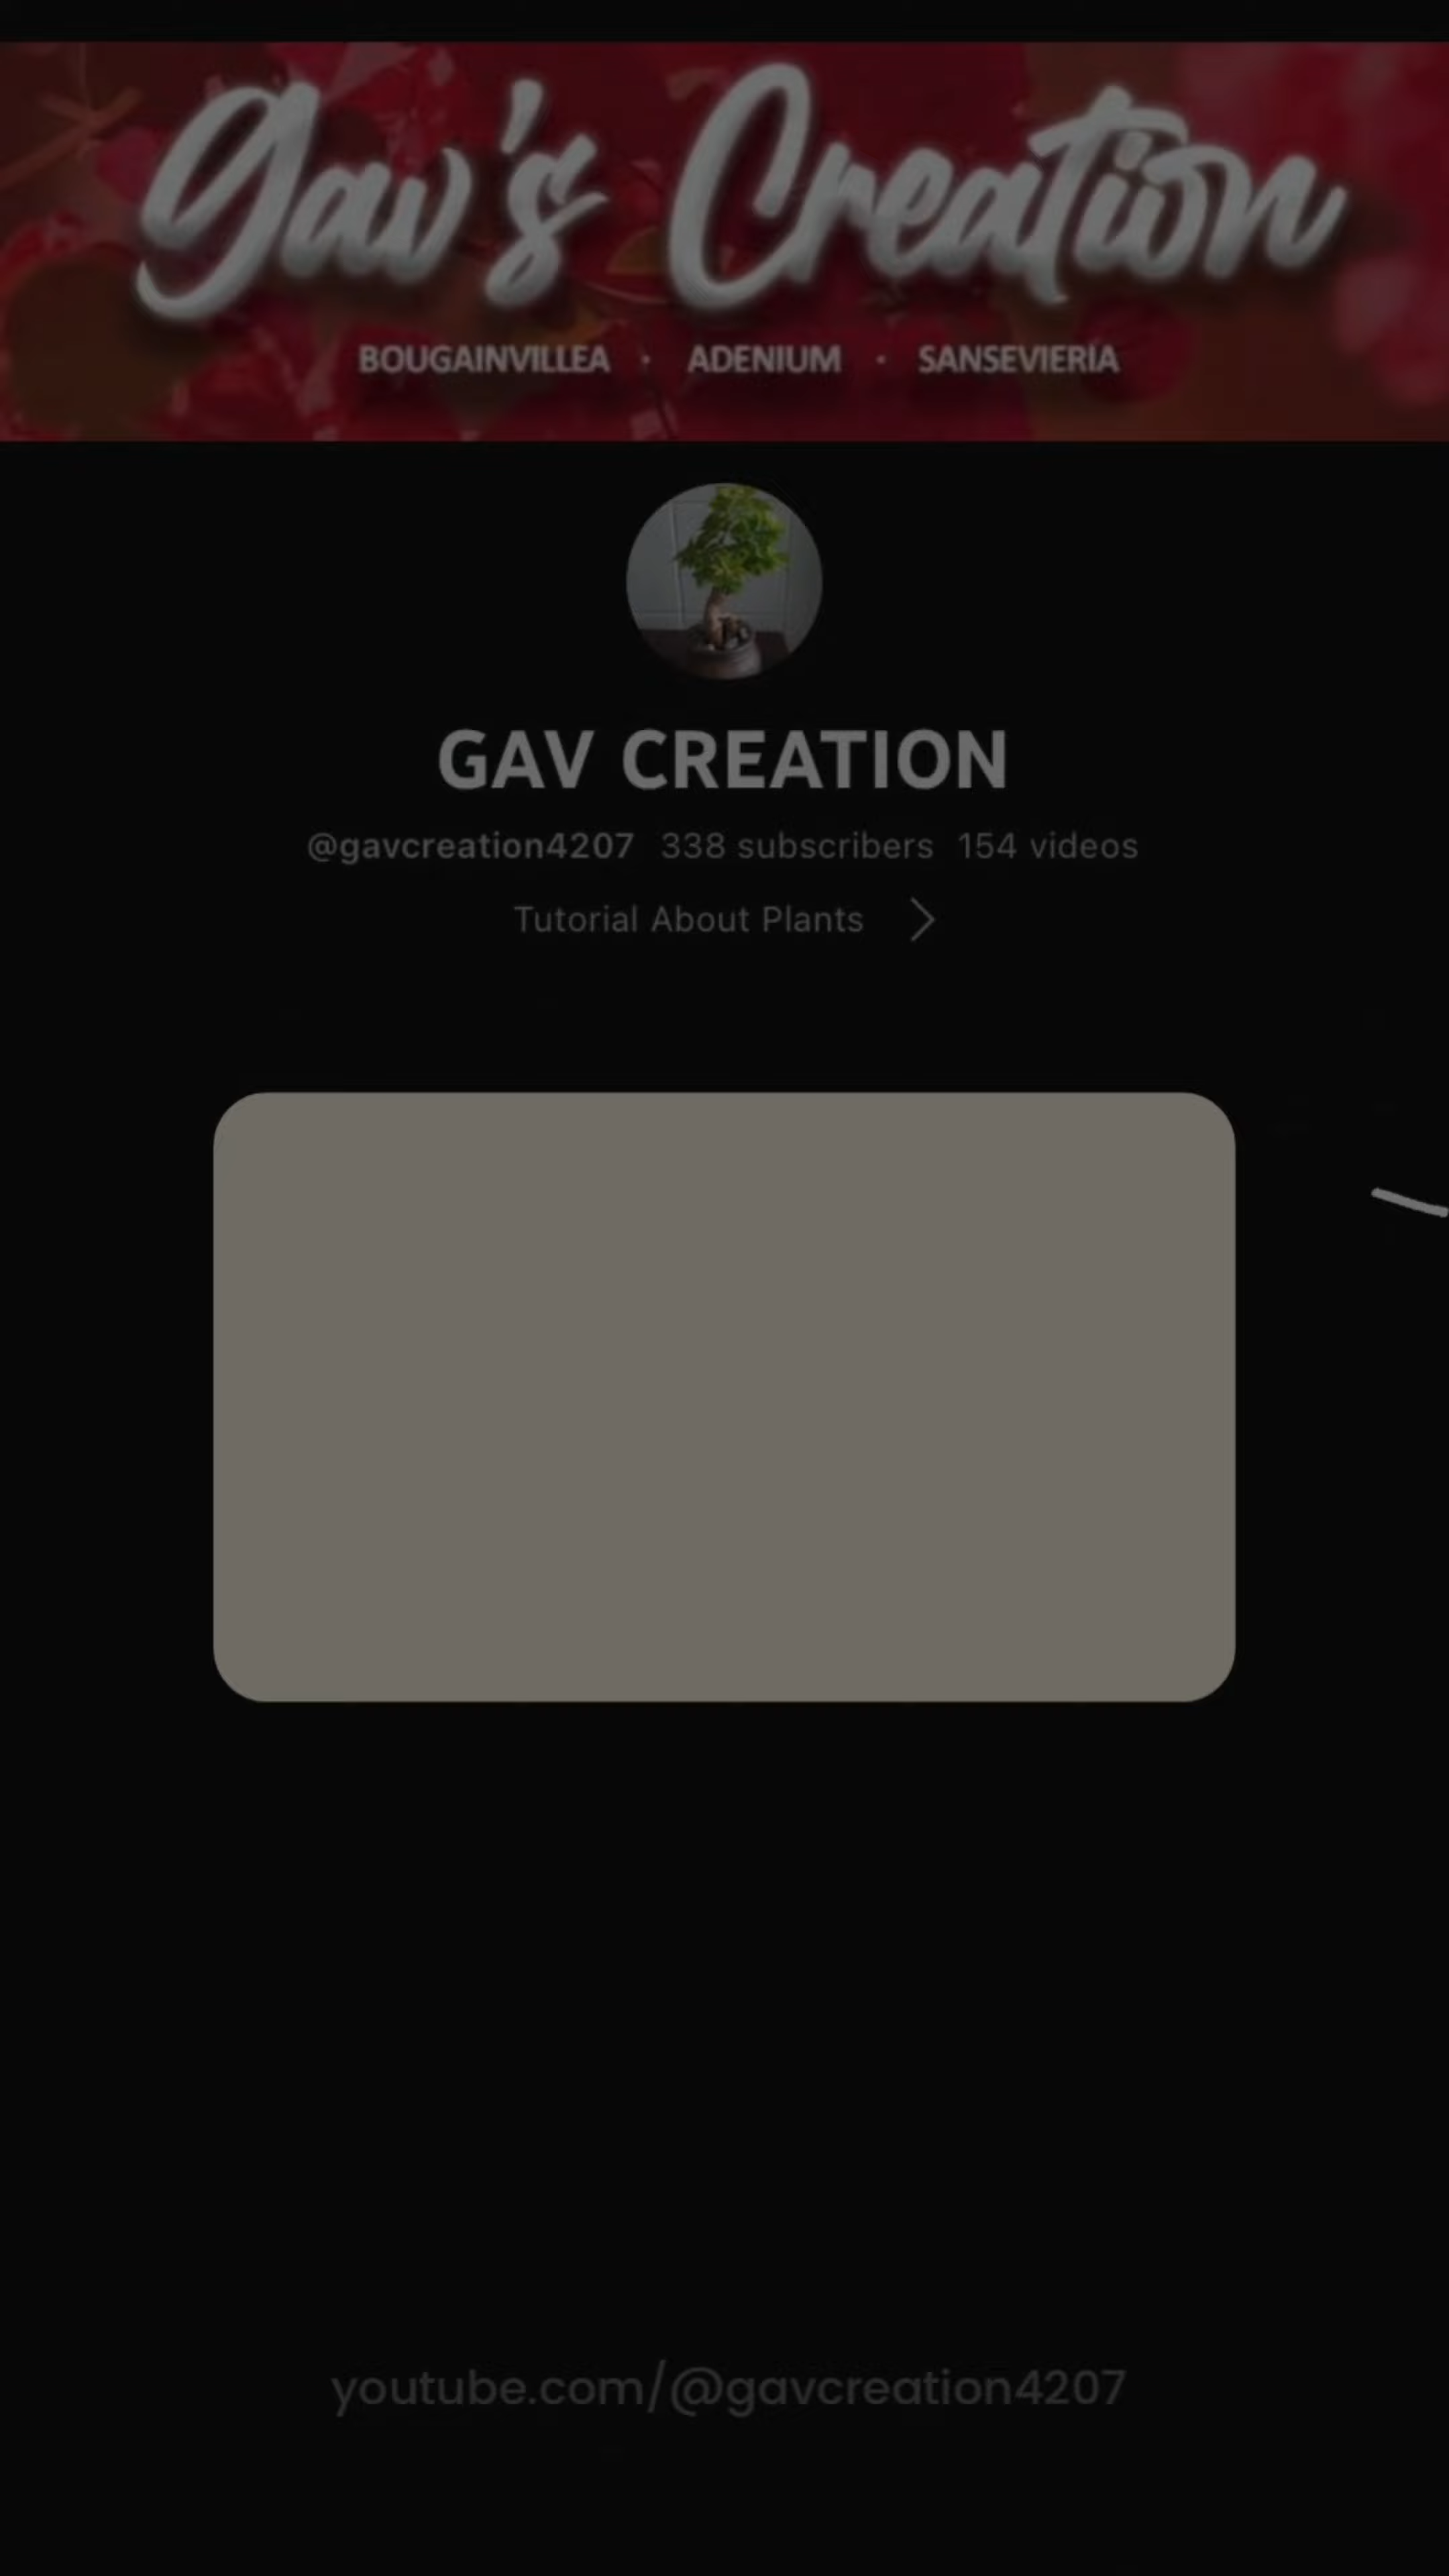 Gav's Creation
BOUGAINVILLEA · ADENIUM · SANSEVIERIA
GAV CREATION
@gavcreation4207 338 subscribers 154 videos
Tutorial About Plants
youtube.com/@gavcreation4207